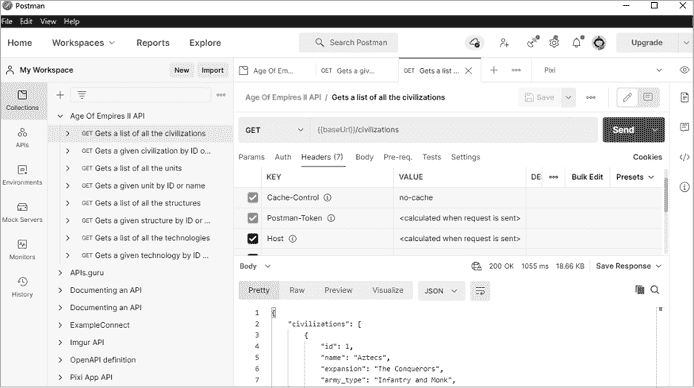 Postman
File Edit View Help
Home Workspaces Reports Explore Search Postman Upgrade
My Workspace New Import
Age Of Em... GET Gets a giv... GET Gets a list ... Pixi
Collections
APIs
Environments
Mock Servers
Monitors
History
Age Of Empires II API
GET Gets a list of all the civilizations
GET Gets a given civilization by ID o...
GET Gets a list of all the units
GET Gets a given unit by ID or name
GET Gets a list of all the structures
GET Gets a given structure by ID or ...
GET Gets a list of all the technologies
GET Gets a given technology by ID ...
APIs.guru
Documenting an API
Documenting an API
ExampleConnect
Imgur API
OpenAPI definition
Pixi App API
Age Of Empires II API / Gets a list of all the civilizations Save
GET {{baseUrl}}/civilizations Send
Params Auth Headers (7) Body Pre-req. Tests Settings Cookies
KEY VALUE DE Bulk Edit Presets
Cache-Control no-cache
Postman-Token <calculated when request is sent>
Host <calculated when request is sent>
Body 200 OK 1055 ms 18.66 KB Save Response
Pretty Raw Preview Visualize JSON
1 {
2 "civilizations": [
3 {
4 "id": 1,
5 "name": "Aztecs",
6 "expansion": "The Conquerors",
7 "army_type": "Infantry and Monk",